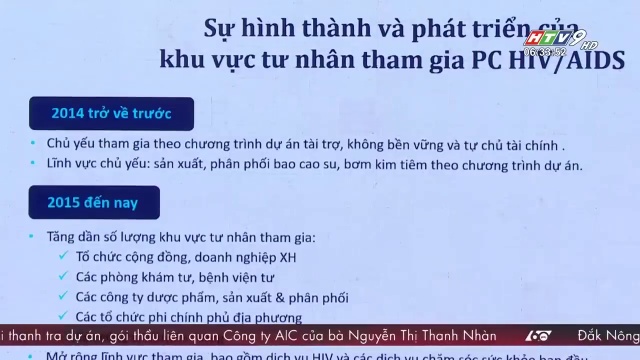 Sự hình thành và phát triển của
khu vực tư nhân tham gia PC HIV/AIDS
HTV9 HD
06:33:52
2014 trở về trước
• Chủ yếu tham gia theo chương trình dự án tài trợ, không bền vững và tự chủ tài chính .
• Lĩnh vực chủ yếu: sản xuất, phân phối bao cao su, bơm kim tiêm theo chương trình dự án.
2015 đến nay
• Tăng dần số lượng khu vực tư nhân tham gia:
✓ Tổ chức cộng đồng, doanh nghiệp XH
✓ Các phòng khám tư, bệnh viện tư
✓ Các công ty dược phẩm, sản xuất & phân phối
✓ Các tổ chức phi chính phủ địa phương
i thanh tra dự án, gói thầu liên quan Công ty AIC của bà Nguyễn Thị Thanh Nhàn
60
Đắk Nông
• Mở rộng lĩnh vực tham gia, bao gồm dịch vụ HIV và các dịch vụ chăm sóc sức khỏe ban đầu